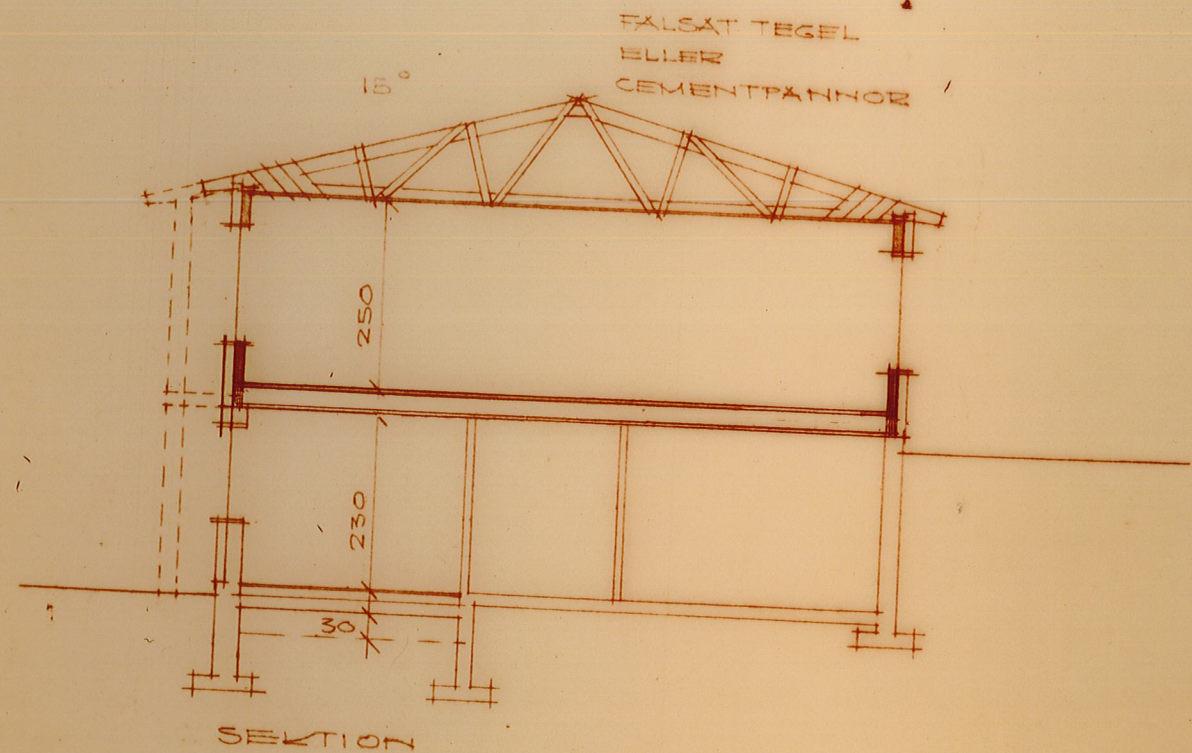 FALSAT TEGEL
ELLER
CEMENTPANNOR
15°
250
230
30
SEKTION